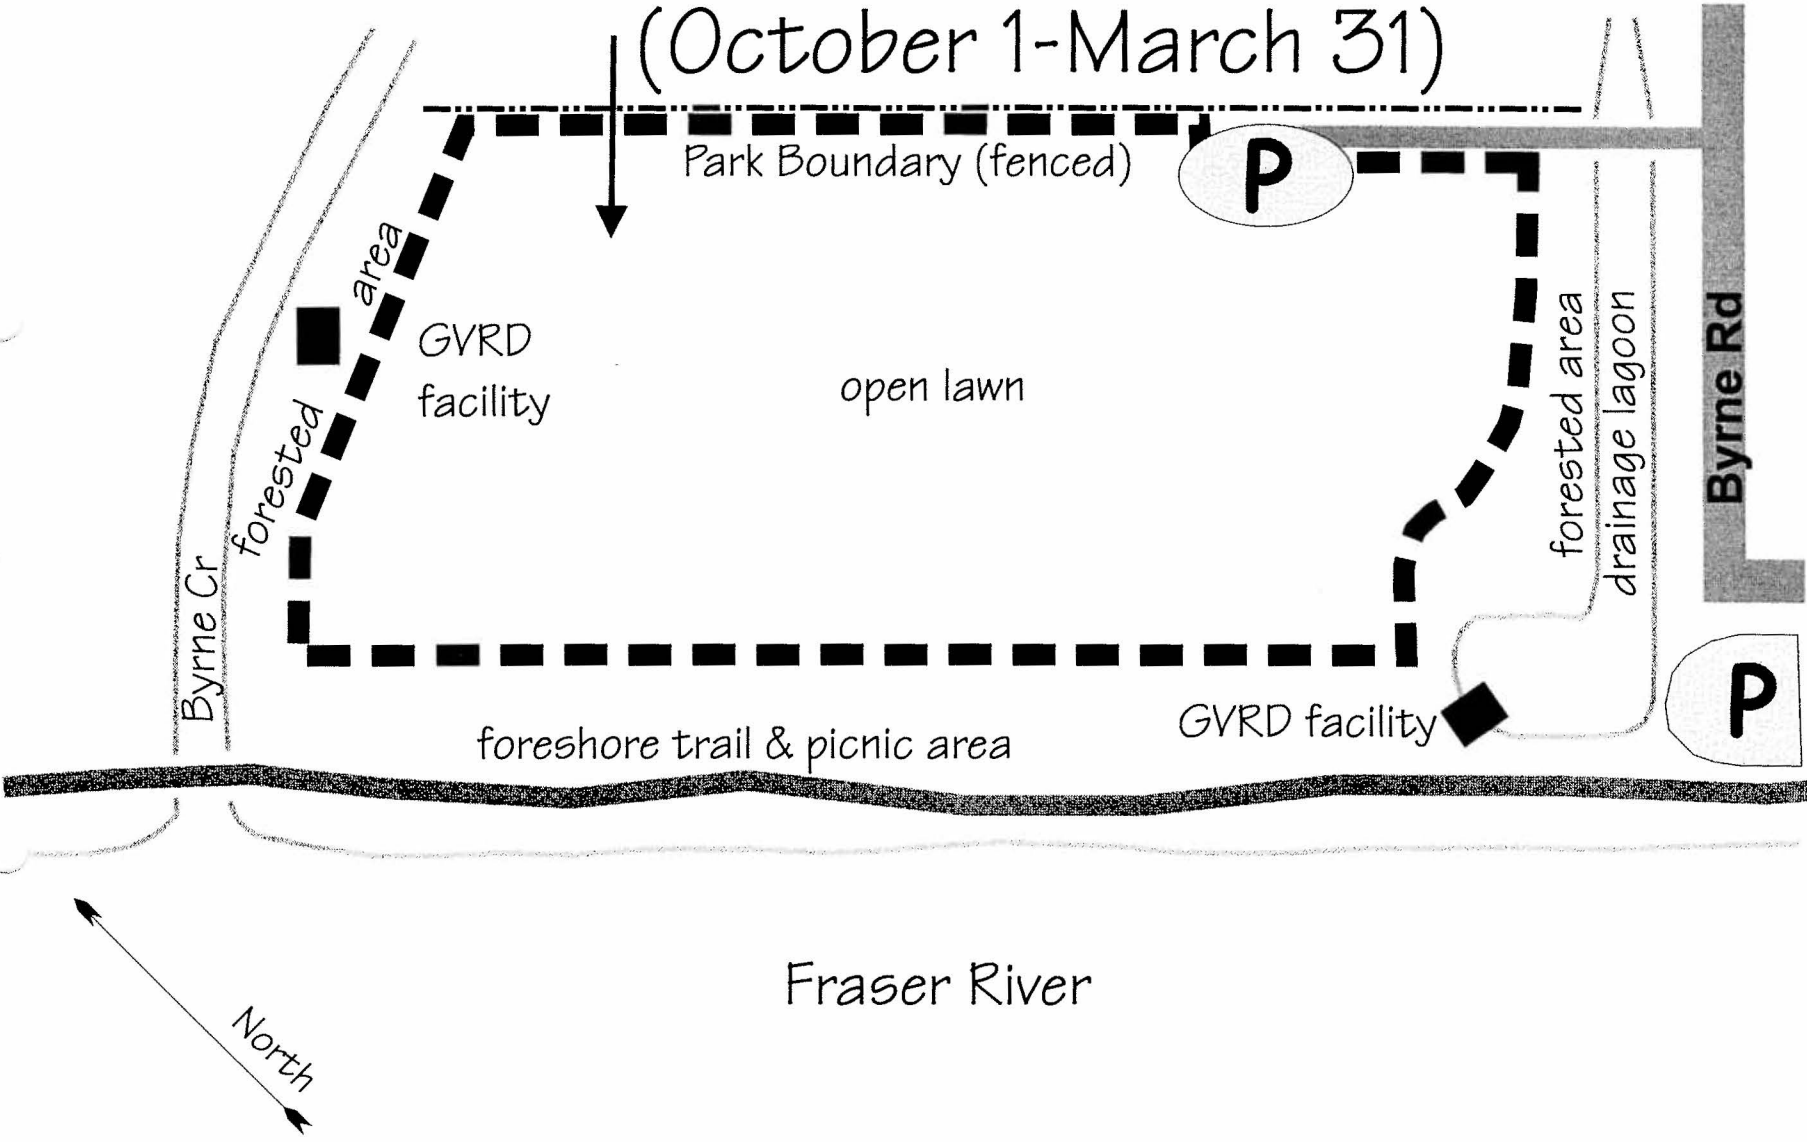 (October 1-March 31)
Park Boundary (fenced)
P
forested area
GVRD
facility
open lawn
forested area
drainage lagoon
Byrne Rd
Byrne Cr
GVRD facility
P
foreshore trail & picnic area
Fraser River
North